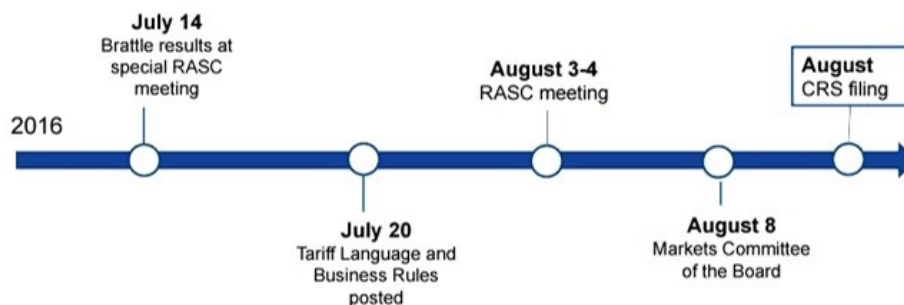 2016
July 14
Brattle results at
special RASC
meeting
July 20
Tariff Language and
Business Rules
posted
August 3-4
RASC meeting
August 8
Markets Committee
of the Board
August
CRS filing